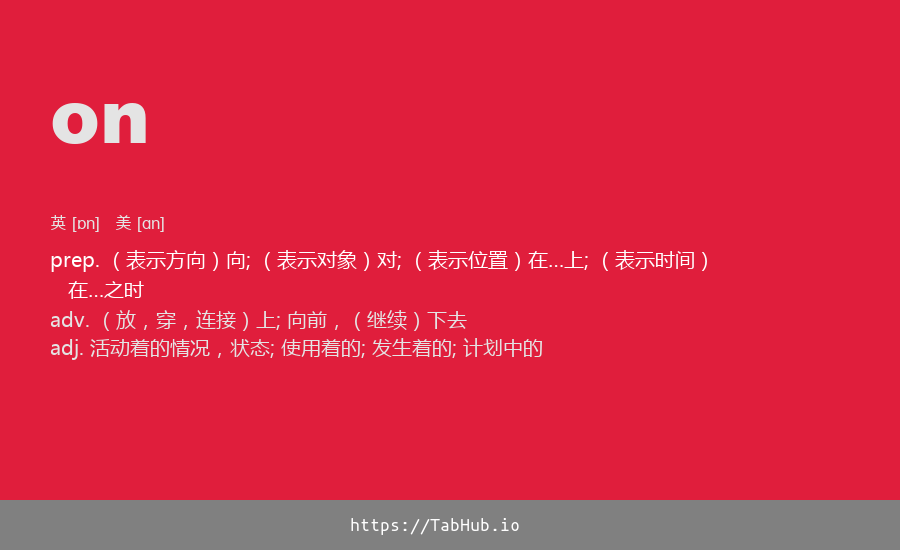 on
英 [ɒn] 美 [ɑn]
prep. （表示方向）向; （表示对象）对; （表示位置）在...上; （表示时间）
在...之时
adv. （放，穿，连接）上; 向前，（继续）下去
adj. 活动着的情况，状态; 使用着的; 发生着的; 计划中的
https://TabHub.io